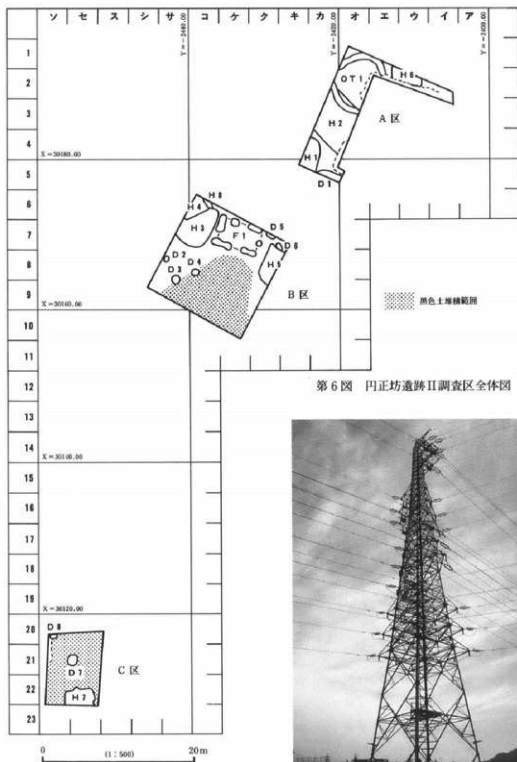 ソ セ ス シ サ コ ケ ク キ カ オ エ ウ イ ア
Y=-2440.00
Y=-2420.00
Y=-2400.00
1
2
3
4
5
6
7
8
9
10
11
12
13
14
15
16
17
18
19
20
21
22
23
H6
OT1
A区
H2
H1
D1
X=30080.00
H8
H4
H3
F1
D5
D6
D2
D4
D3
H5
B区
黒色土堆積範囲
第6図 円正坊遺跡Ⅱ調査区全体図
X=30120.00
D8
D7
H7
C区
0 (1:500) 20m